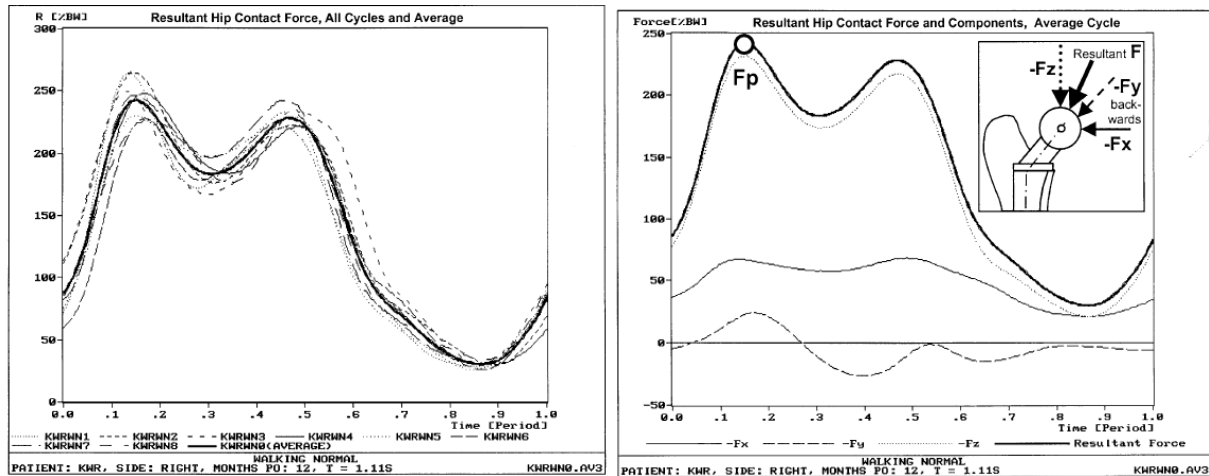 R [%BW]
Resultant Hip Contact Force, All Cycles and Average
300
250
200
150
100
50
0
0.0 .1 .2 .3 .4 .5 .6 .7 .8 .9 1.0
Time [Period]
KWRWN1 KWRWN2 KWRWN3 KWRWN4 KWRWN5 KWRWN6
KWRWN7 KWRWN8 KWRWN0(AVERAGE)
WALKING NORMAL
PATIENT: KWR, SIDE: RIGHT, MONTHS PO: 12, T = 1.11S KWRWN0.AV3
Force[%BW]
Resultant Hip Contact Force and Components, Average Cycle
250
200
150
100
50
0
-50
Fp
Resultant F
-Fz
-Fy
back-
wards
-Fx
0.0 .1 .2 .3 .4 .5 .6 .7 .8 .9 1.0
Time [Period]
-Fx -Fy -Fz Resultant Force
WALKING NORMAL
PATIENT: KWR, SIDE: RIGHT, MONTHS PO: 12, T = 1.11S KWRWN0.AV3